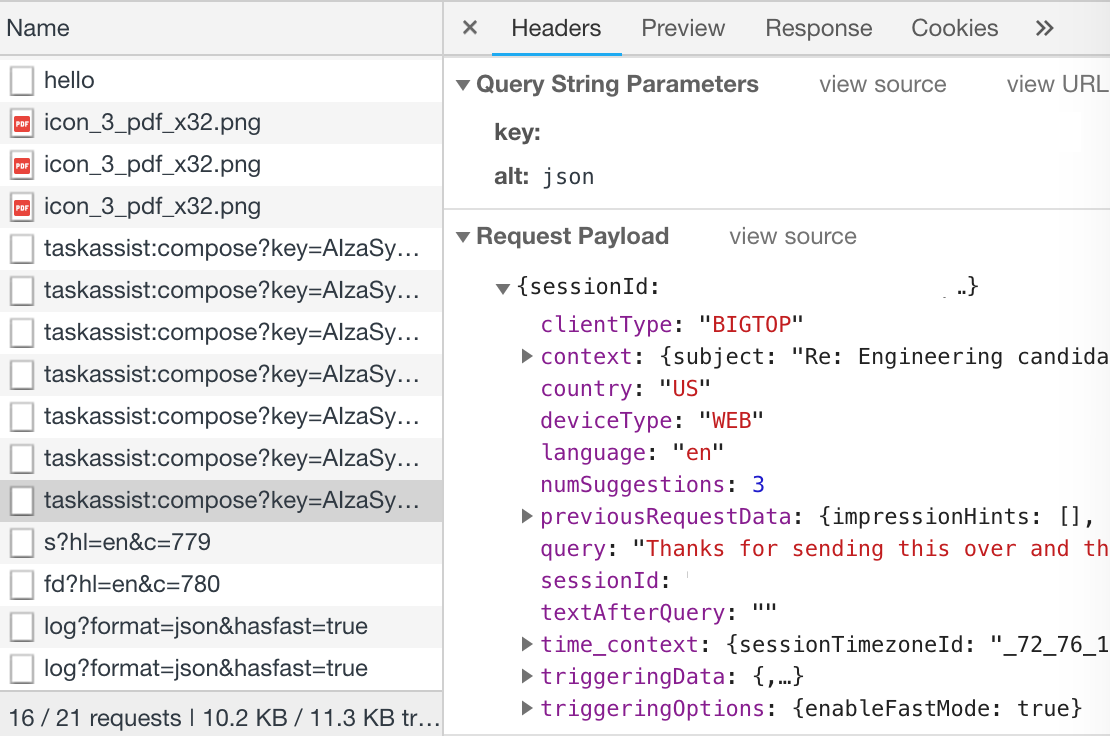 Name
hello
icon_3_pdf_x32.png
icon_3_pdf_x32.png
icon_3_pdf_x32.png
taskassist:compose?key=AIzaSy…
taskassist:compose?key=AIzaSy…
taskassist:compose?key=AIzaSy…
taskassist:compose?key=AIzaSy…
taskassist:compose?key=AIzaSy…
taskassist:compose?key=AIzaSy…
taskassist:compose?key=AIzaSy…
s?hl=en&c=779
fd?hl=en&c=780
log?format=json&hasfast=true
log?format=json&hasfast=true
16 / 21 requests | 10.2 KB / 11.3 KB tr…
× Headers Preview Response Cookies »
▼ Query String Parameters view source view URL
key:
alt: json
▼ Request Payload view source
▼ {sessionId: …}
clientType: "BIGTOP"
▶ context: {subject: "Re: Engineering candida
country: "US"
deviceType: "WEB"
language: "en"
numSuggestions: 3
▶ previousRequestData: {impressionHints: [],
query: "Thanks for sending this over and th
sessionId:
textAfterQuery: ""
▶ time_context: {sessionTimezoneId: "_72_76_1
▶ triggeringData: {,…}
▶ triggeringOptions: {enableFastMode: true}